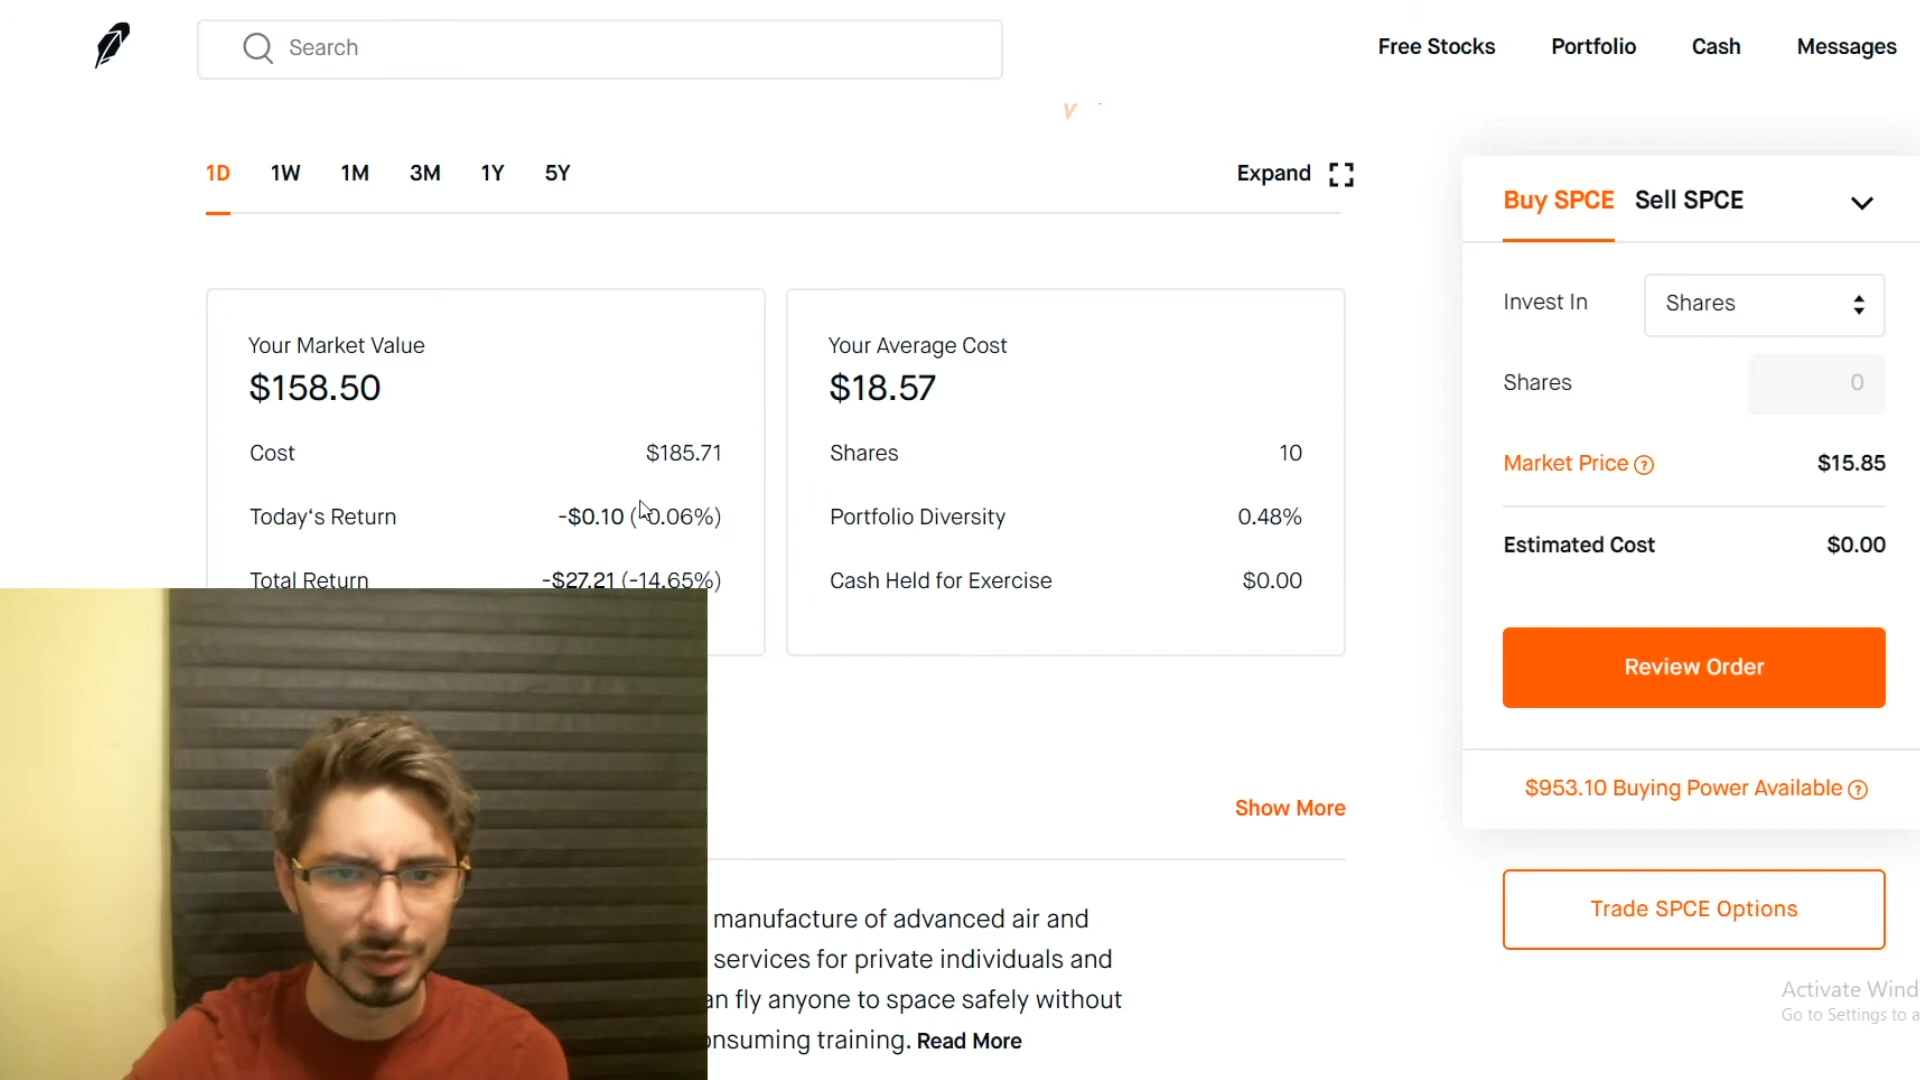 Search
Free Stocks Portfolio Cash Messages
1D 1W 1M 3M 1Y 5Y
Expand
Your Market Value
$158.50
Cost $185.71
Today's Return -$0.10 (-0.06%)
Total Return -$27.21 (-14.65%)
Your Average Cost
$18.57
Shares 10
Portfolio Diversity 0.48%
Cash Held for Exercise $0.00
Show More
manufacture of advanced air and
services for private individuals and
an fly anyone to space safely without
onsuming training. Read More
Buy SPCE Sell SPCE
Invest In Shares
Shares 0
Market Price ? $15.85
Estimated Cost $0.00
Review Order
$953.10 Buying Power Available ?
Trade SPCE Options
Activate Wind
Go to Settings to a